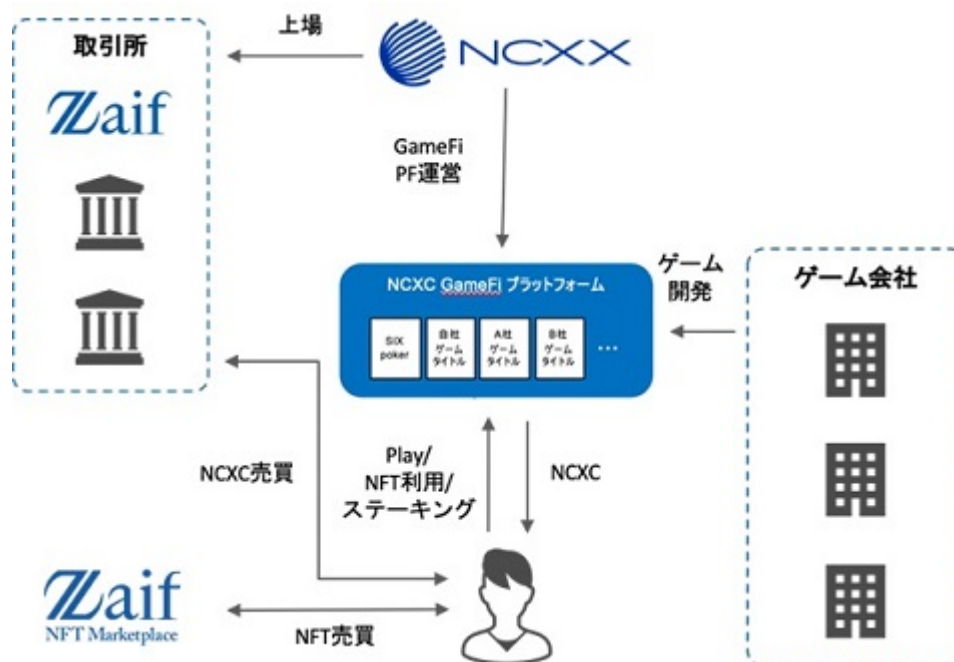 取引所
Zaif
上場
NCXX
GameFi
PF運営
NCXC GameFi プラットフォーム
SIX
poker
自社
ゲーム
タイトル
A社
ゲーム
タイトル
B社
ゲーム
タイトル
…
ゲーム
開発
ゲーム会社
NCXC売買
Play/
NFT利用/
ステーキング
NCXC
Zaif
NFT Marketplace
NFT売買